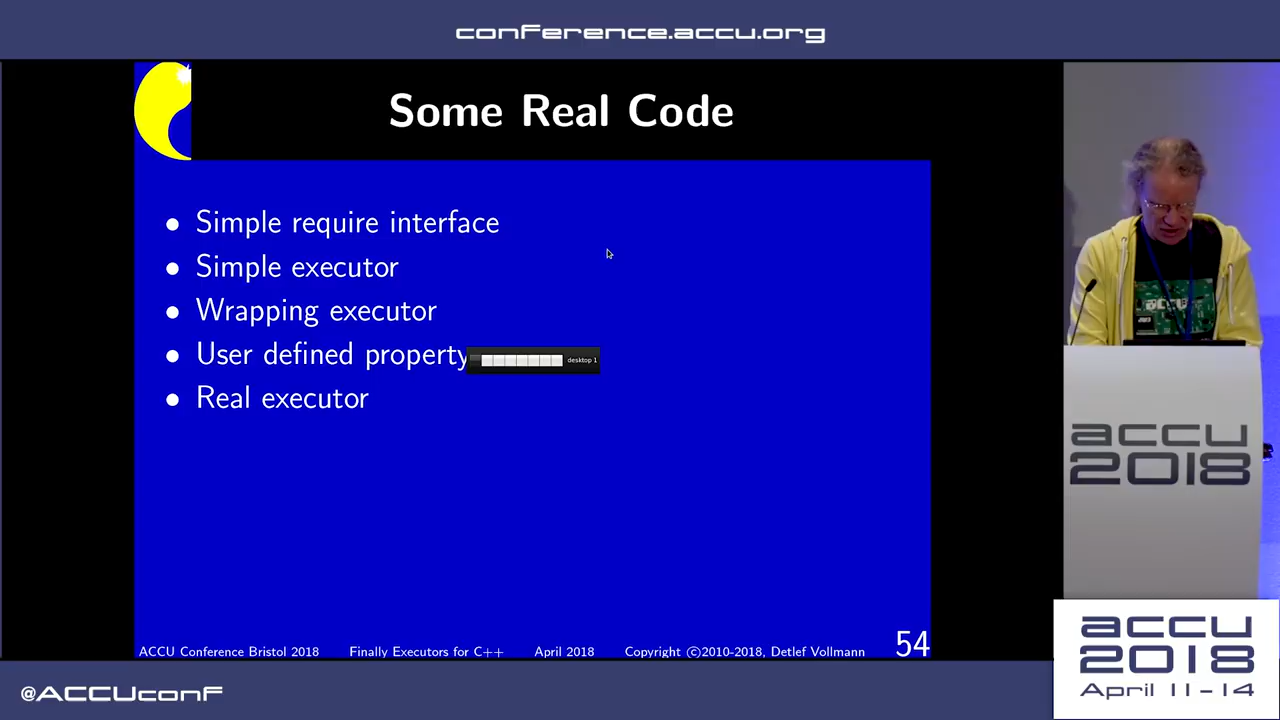 conference.accu.org
Some Real Code
• Simple require interface
• Simple executor
• Wrapping executor
• User defined property
desktop 1
• Real executor
ACCU Conference Bristol 2018 Finally Executors for C++ April 2018 Copyright ©2010-2018, Detlef Vollmann 54
accu
2018
accu
2018
April 11-14
@ACCUconf